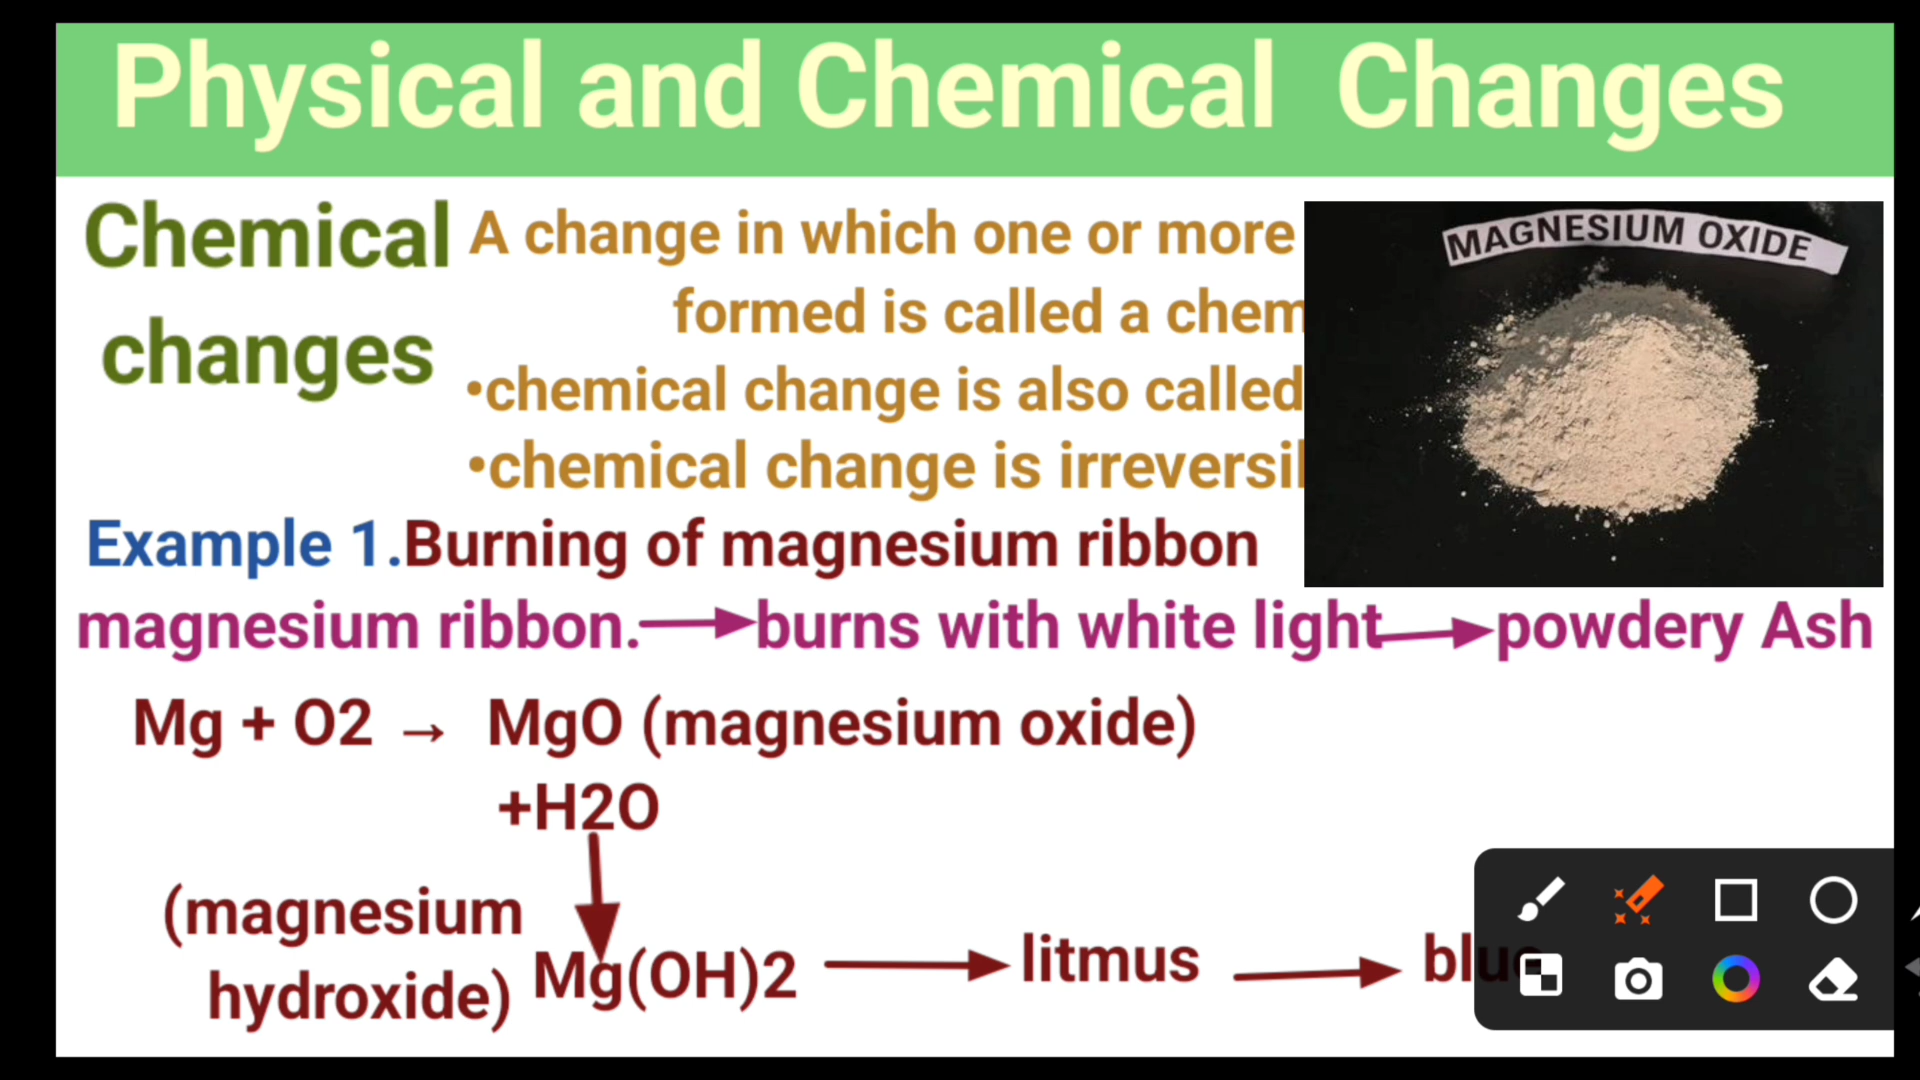 Physical and Chemical Changes
Chemical
changes
A change in which one or more
formed is called a chem
•chemical change is also called
•chemical change is irreversil
MAGNESIUM OXIDE
Example 1.Burning of magnesium ribbon
magnesium ribbon. → burns with white light → powdery Ash
Mg + O2 → MgO (magnesium oxide)
+H2O
(magnesium
hydroxide)
Mg(OH)2 → litmus → blue